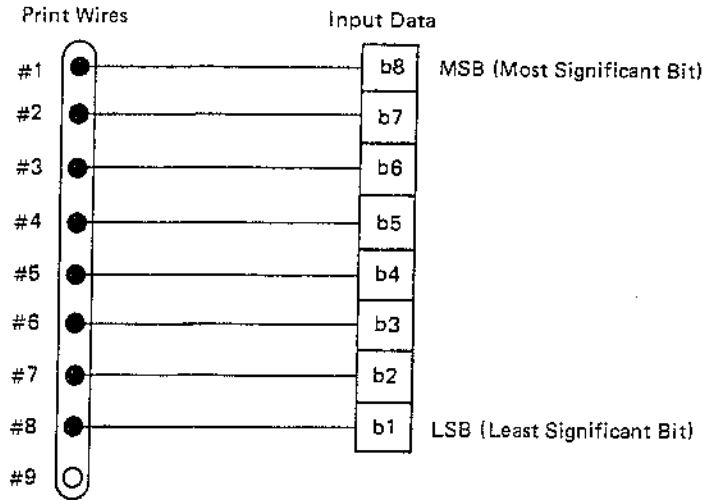 Print Wires
Input Data
#1 b8 MSB (Most Significant Bit)
#2 b7
#3 b6
#4 b5
#5 b4
#6 b3
#7 b2
#8 b1 LSB (Least Significant Bit)
#9